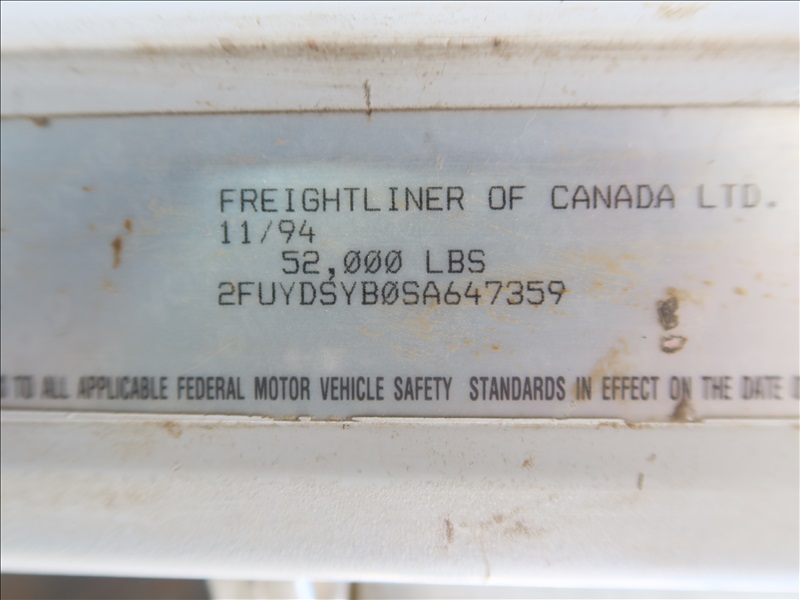 FREIGHTLINER OF CANADA LTD.
11/94
52,000 LBS
2FUYDSYB0SA647359
TO ALL APPLICABLE FEDERAL MOTOR VEHICLE SAFETY STANDARDS IN EFFECT ON THE DATE